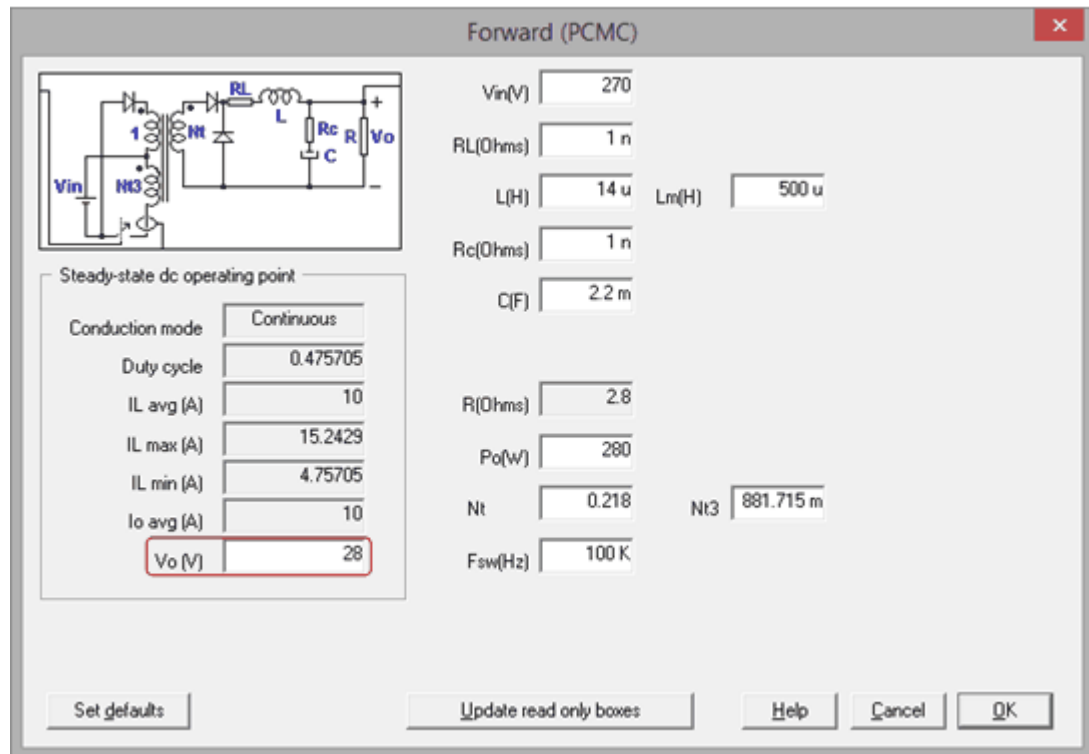 Forward (PCMC)
×
RL
L
1
Nt
Rc
R
Vo
C
Vin
Nt3
+
−
Vin(V) 270
RL(Ohms) 1 n
L(H) 14 u Lm(H) 500 u
Rc(Ohms) 1 n
C(F) 2.2 m
R(Ohms) 2.8
Po(W) 280
Nt 0.218 Nt3 881.715 m
Fsw(Hz) 100 K
Steady-state dc operating point
Conduction mode Continuous
Duty cycle 0.475705
IL avg (A) 10
IL max (A) 15.2429
IL min (A) 4.75705
Io avg (A) 10
Vo (V) 28
Set defaults
Update read only boxes
Help
Cancel
OK